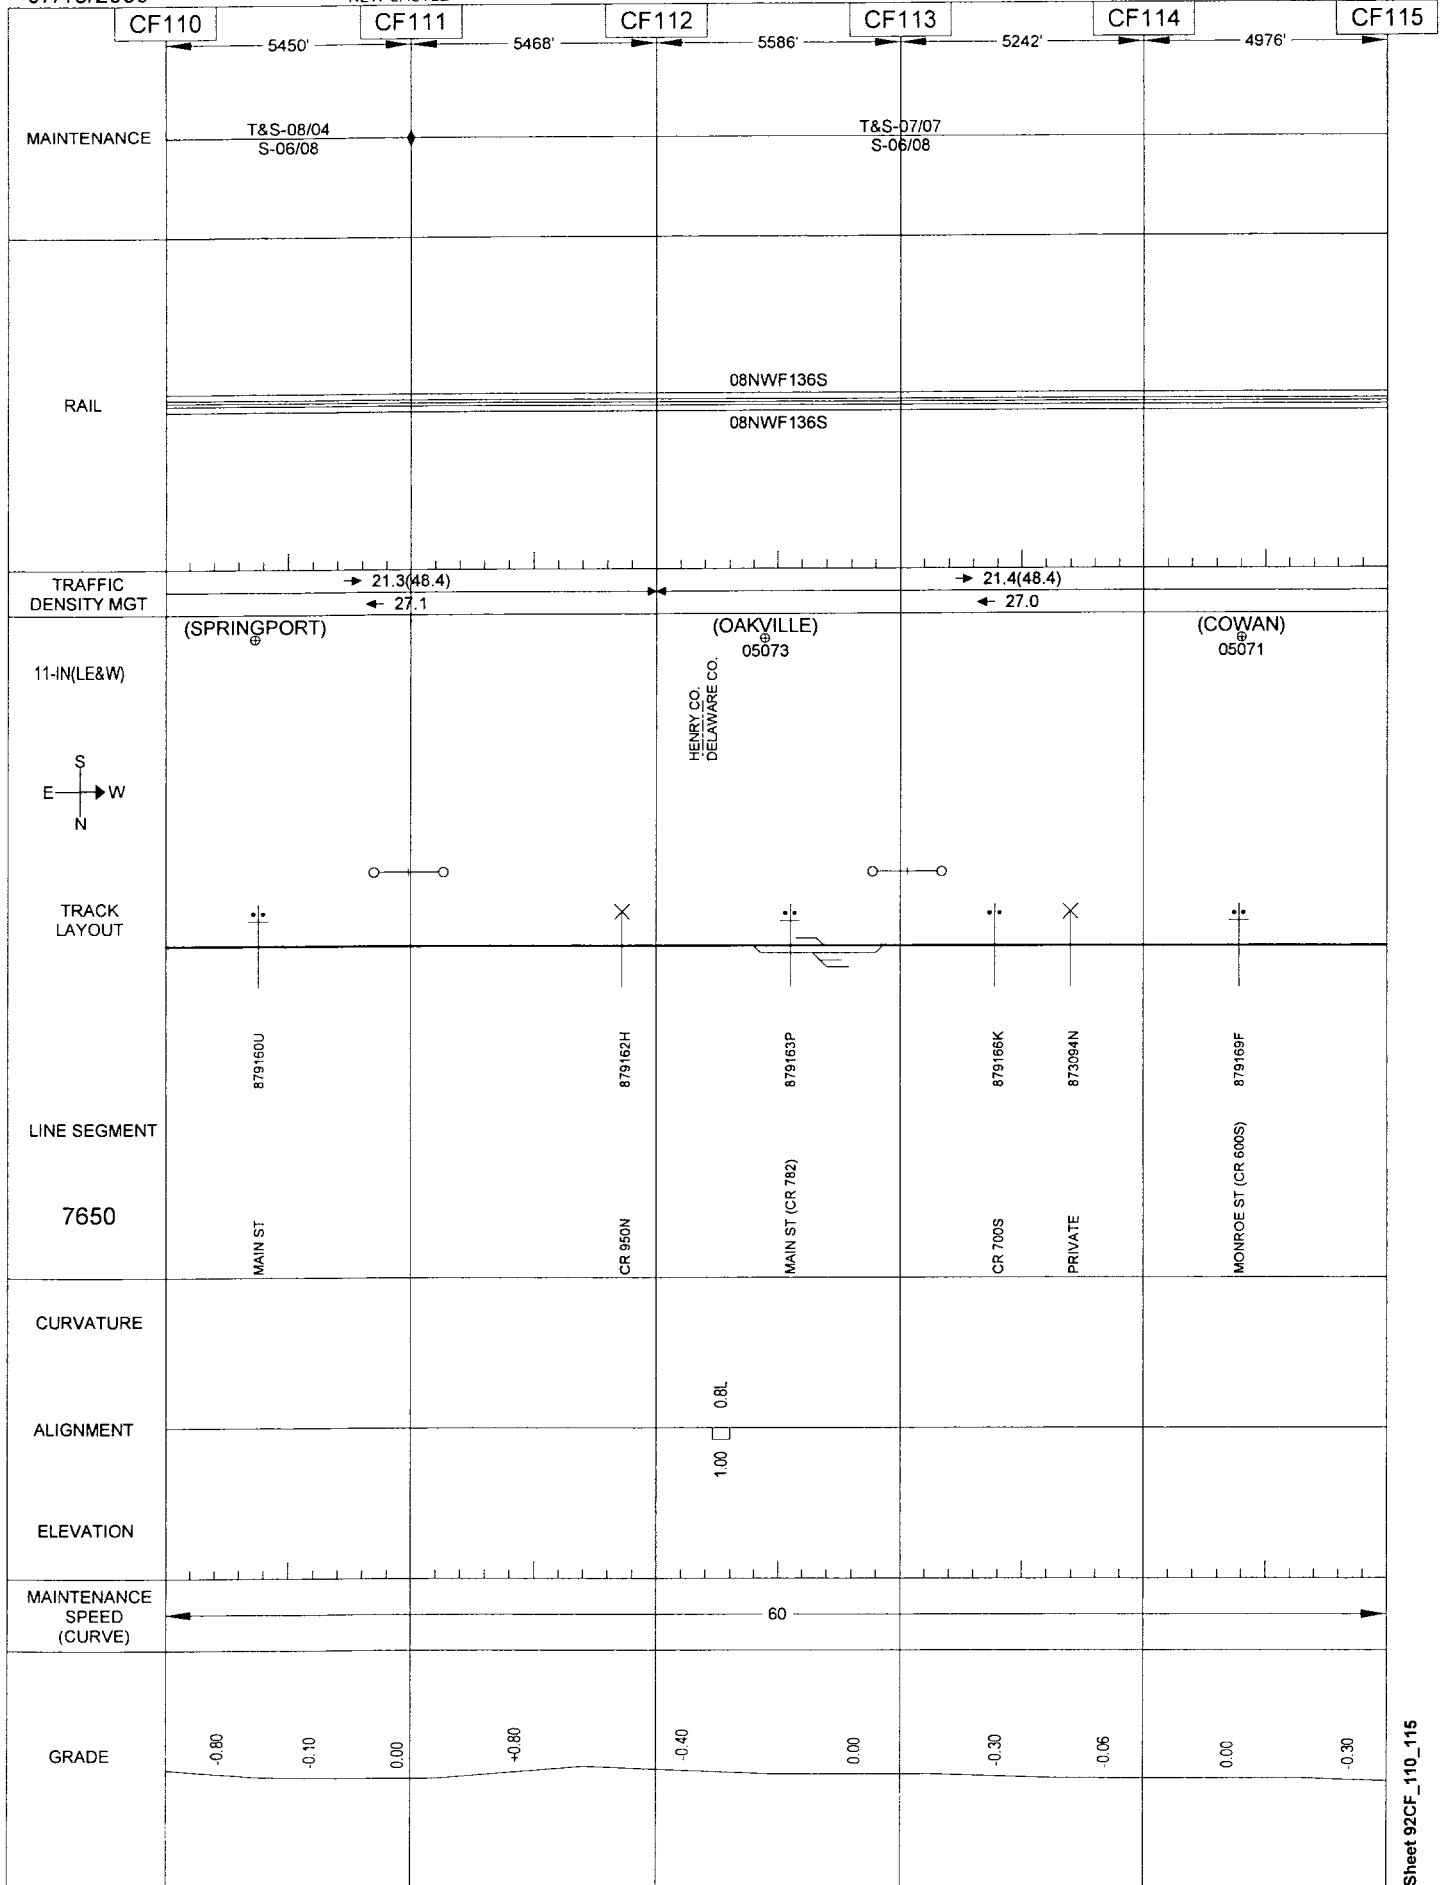 CF110 CF111 CF112 CF113 CF114 CF115
5450' 5468' 5586' 5242' 4976'
MAINTENANCE
T&S-08/04
S-06/08
T&S-07/07
S-06/08
RAIL
08NWF136S
08NWF136S
TRAFFIC
DENSITY MGT
21.3(48.4)
27.1
21.4(48.4)
27.0
(SPRINGPORT)
(OAKVILLE)
05073
(COWAN)
05071
11-IN(LE&W)
HENRY CO.
DELAWARE CO.
S
E W
N
TRACK
LAYOUT
879160U
879162H
879163P
879166K
873094N
879169F
LINE SEGMENT
7650
MAIN ST
CR 950N
MAIN ST (CR 782)
CR 700S
PRIVATE
MONROE ST (CR 600S)
CURVATURE
0.8L
ALIGNMENT
1.00
ELEVATION
MAINTENANCE
SPEED
(CURVE)
60
GRADE
-0.80 -0.10 0.00 +0.80 -0.40 0.00 -0.30 -0.06 0.00 -0.30
Sheet 92CF_110_115